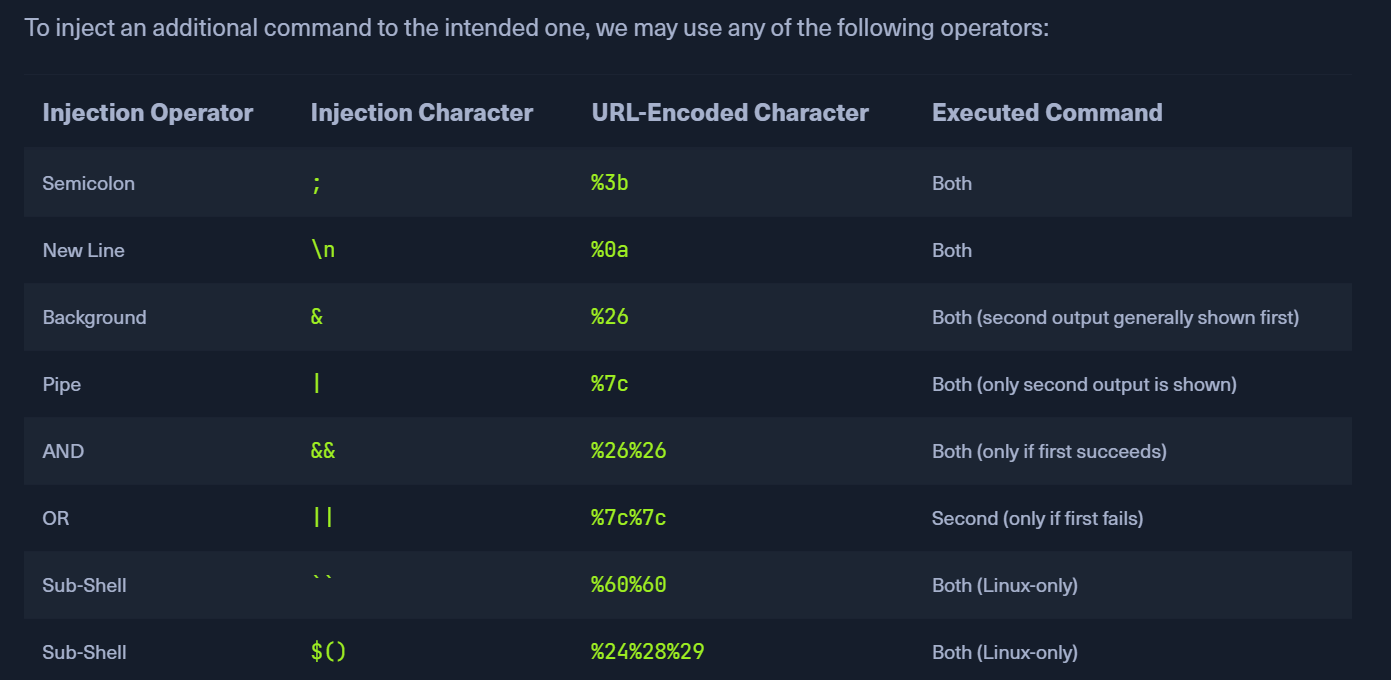 To inject an additional command to the intended one, we may use any of the following operators:
Injection Operator Injection Character URL-Encoded Character Executed Command
Semicolon ; %3b Both
New Line \n %0a Both
Background & %26 Both (second output generally shown first)
Pipe | %7c Both (only second output is shown)
AND && %26%26 Both (only if first succeeds)
OR || %7c%7c Second (only if first fails)
Sub-Shell `` %60%60 Both (Linux-only)
Sub-Shell $() %24%28%29 Both (Linux-only)